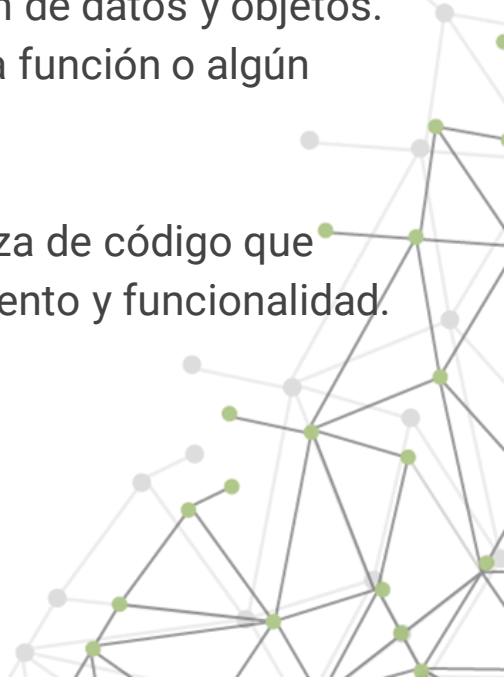 n de datos y objetos.
a función o algún
za de código que
ento y funcionalidad.